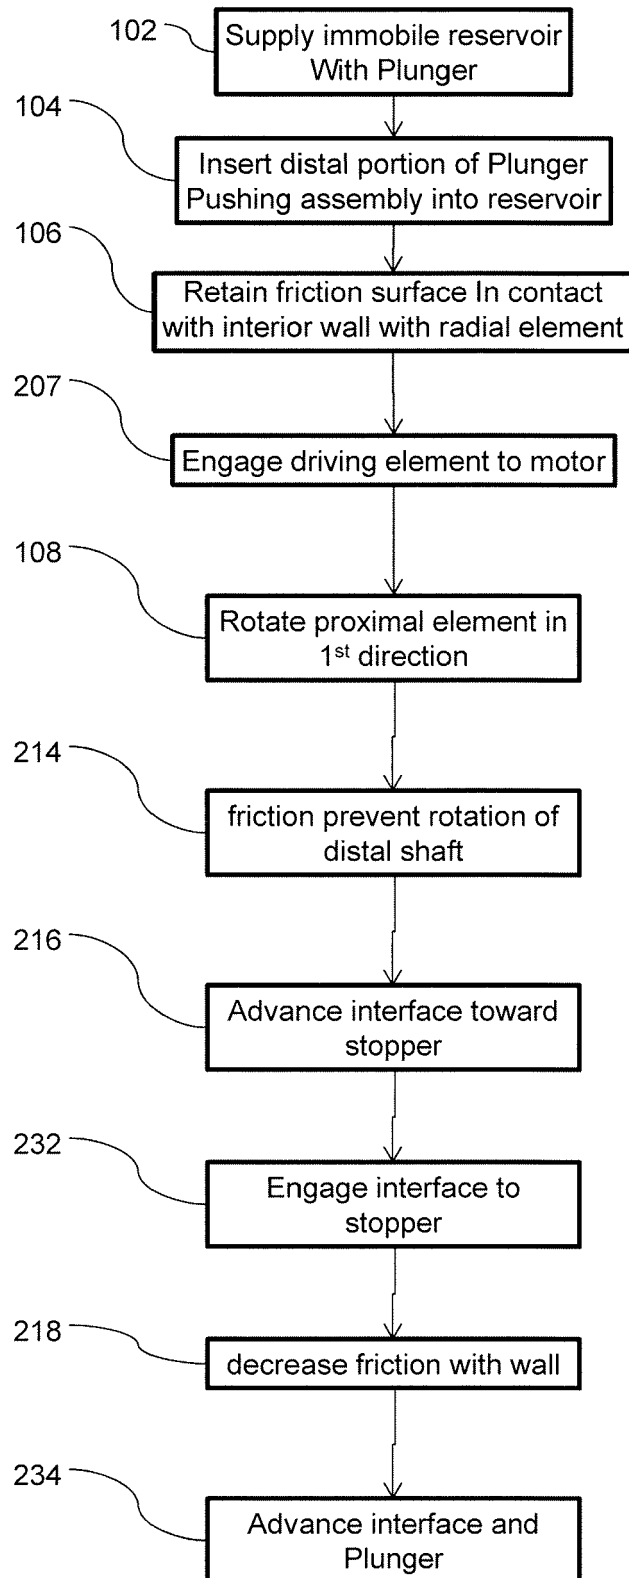 102
Supply immobile reservoir
With Plunger
104
Insert distal portion of Plunger
Pushing assembly into reservoir
106
Retain friction surface In contact
with interior wall with radial element
207
Engage driving element to motor
108
Rotate proximal element in
1st direction
214
friction prevent rotation of
distal shaft
216
Advance interface toward
stopper
232
Engage interface to
stopper
218
decrease friction with wall
234
Advance interface and
Plunger